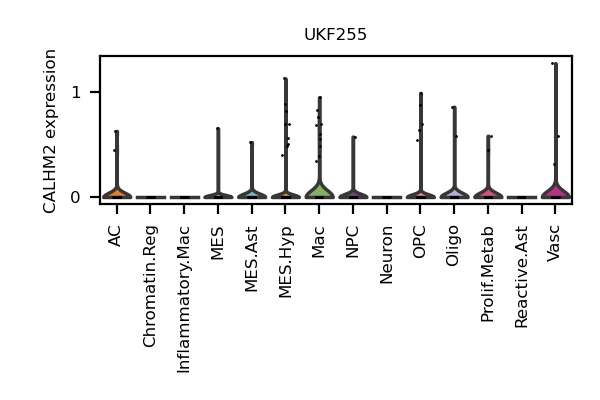 UKF255
CALHM2 expression
1
0
AC
Chromatin.Reg
Inflammatory.Mac
MES
MES.Ast
MES.Hyp
Mac
NPC
Neuron
OPC
Oligo
Prolif.Metab
Reactive.Ast
Vasc